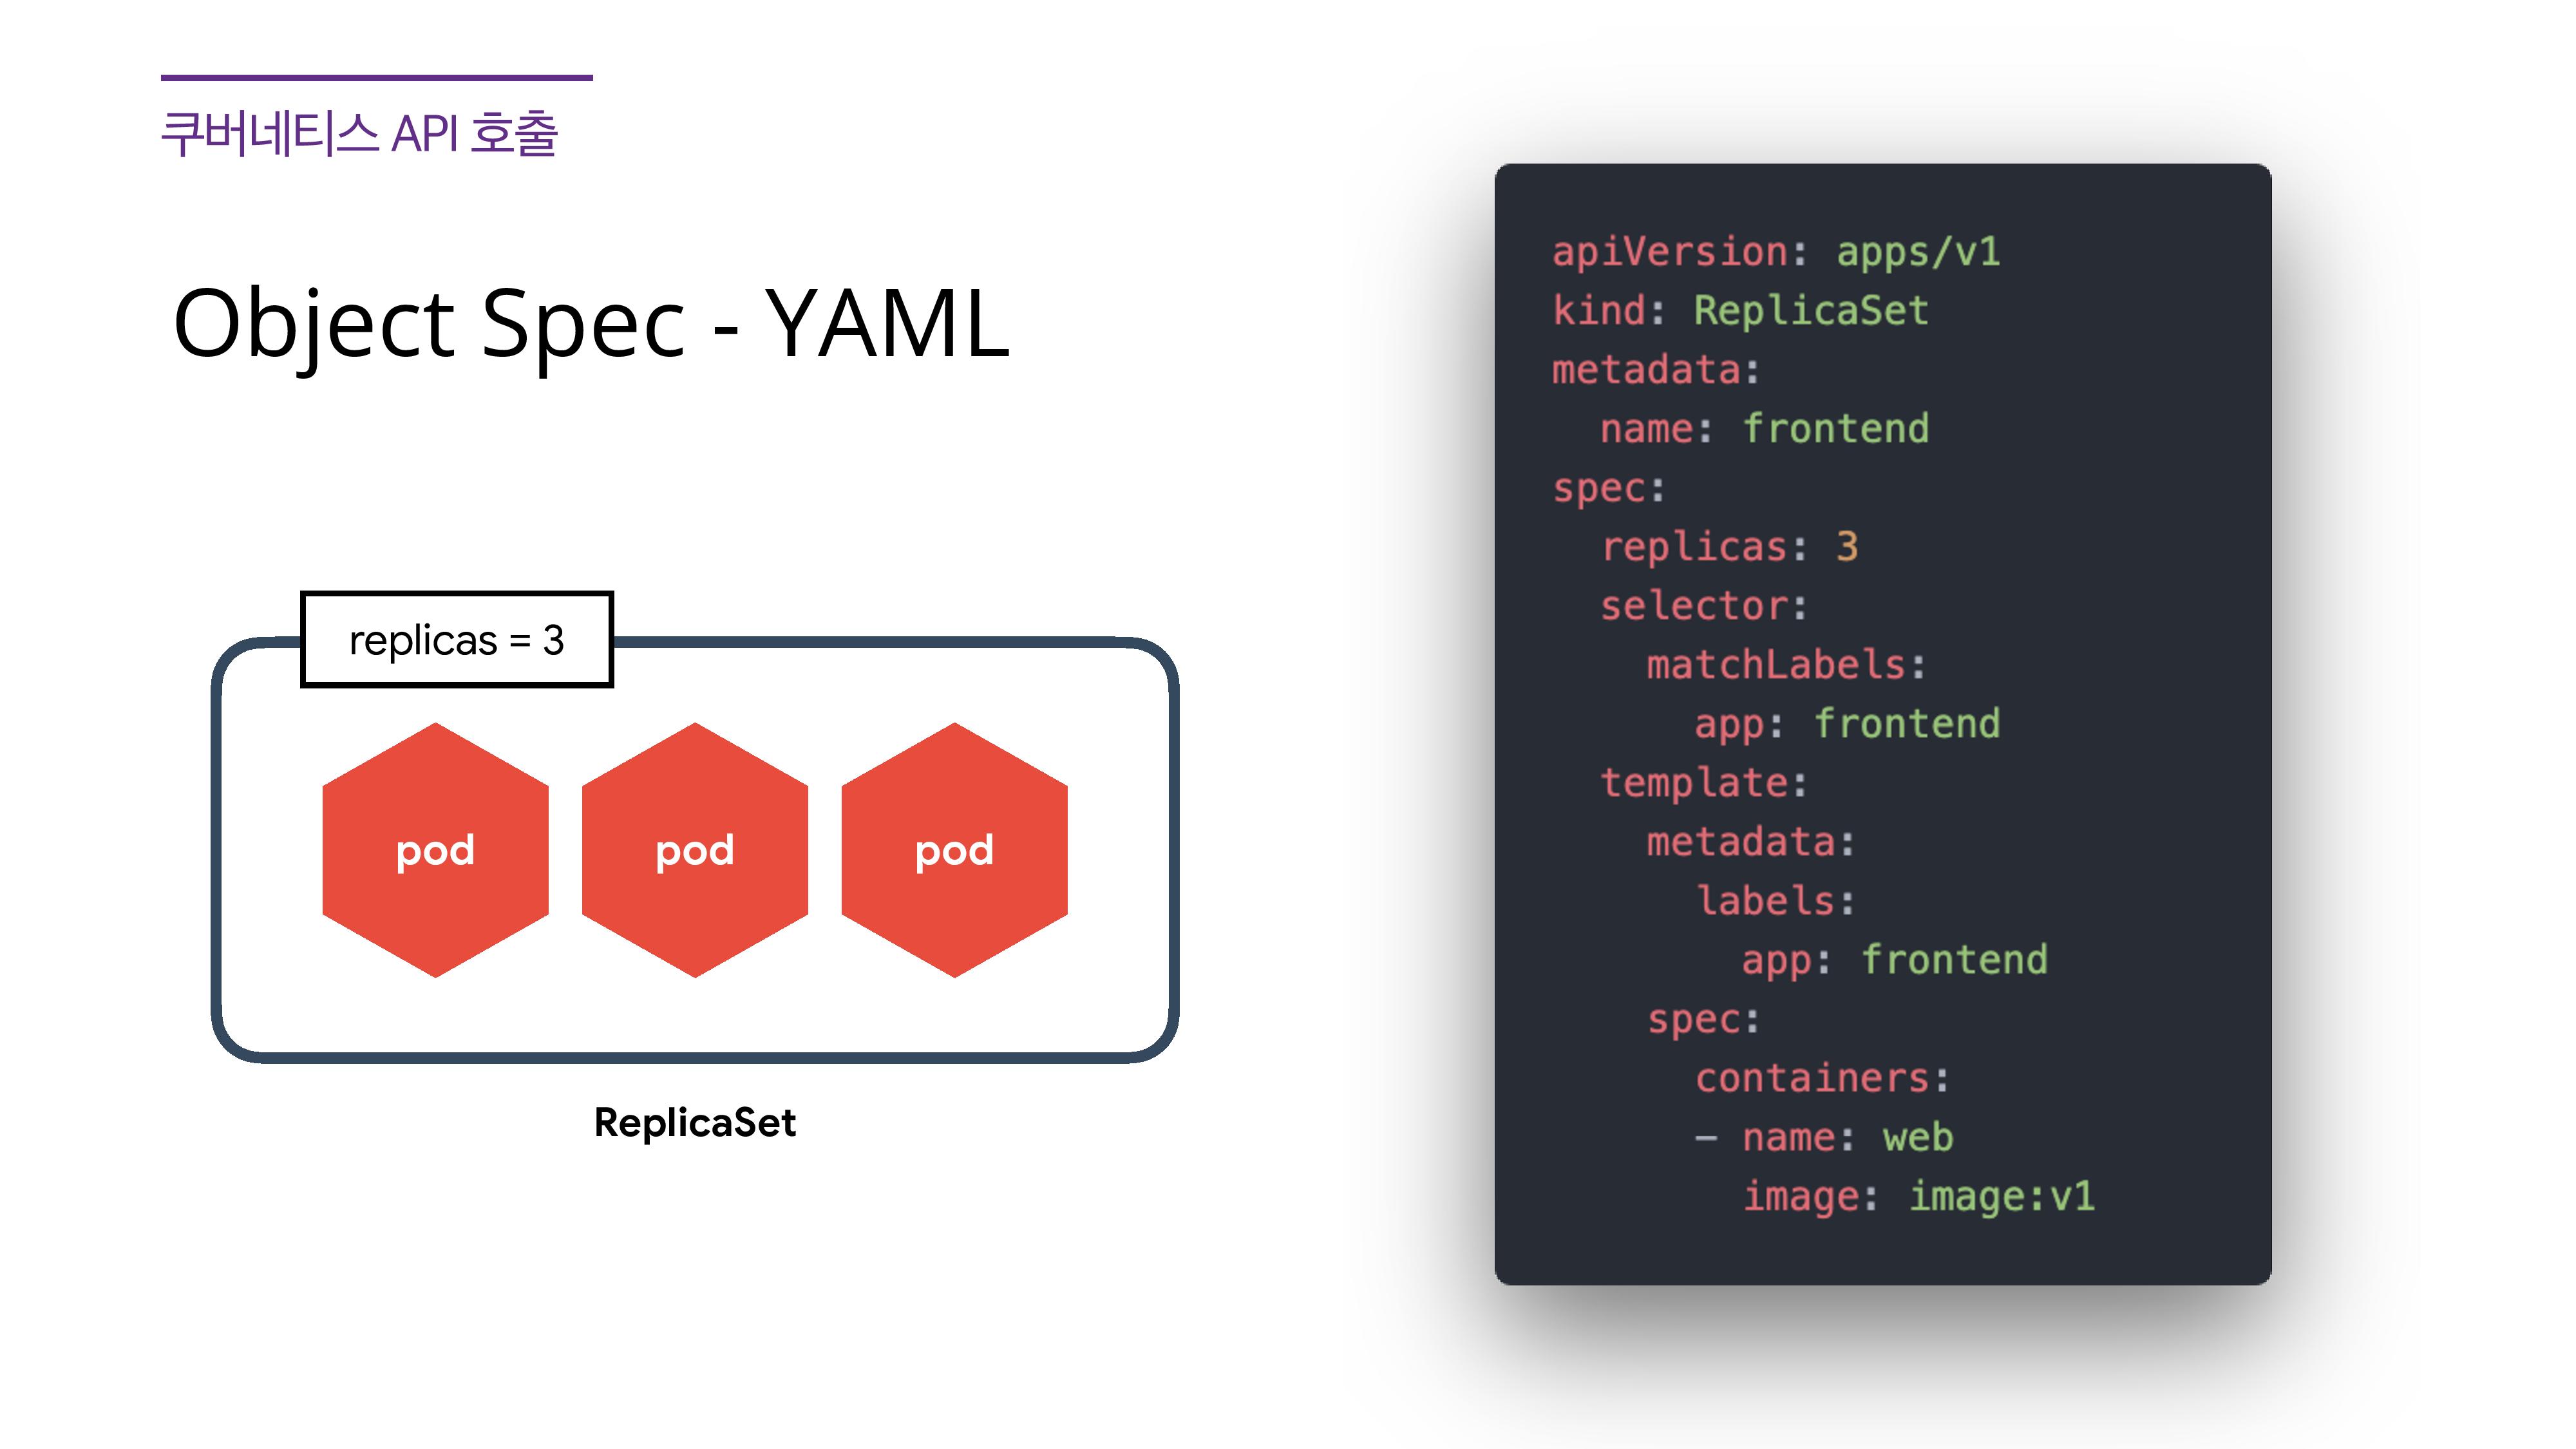 쿠버네티스 API 호출
Object Spec - YAML
replicas = 3
pod
pod
pod
ReplicaSet
apiVersion: apps/v1
kind: ReplicaSet
metadata:
  name: frontend
spec:
  replicas: 3
  selector:
    matchLabels:
      app: frontend
  template:
    metadata:
      labels:
        app: frontend
    spec:
      containers:
      - name: web
        image: image:v1